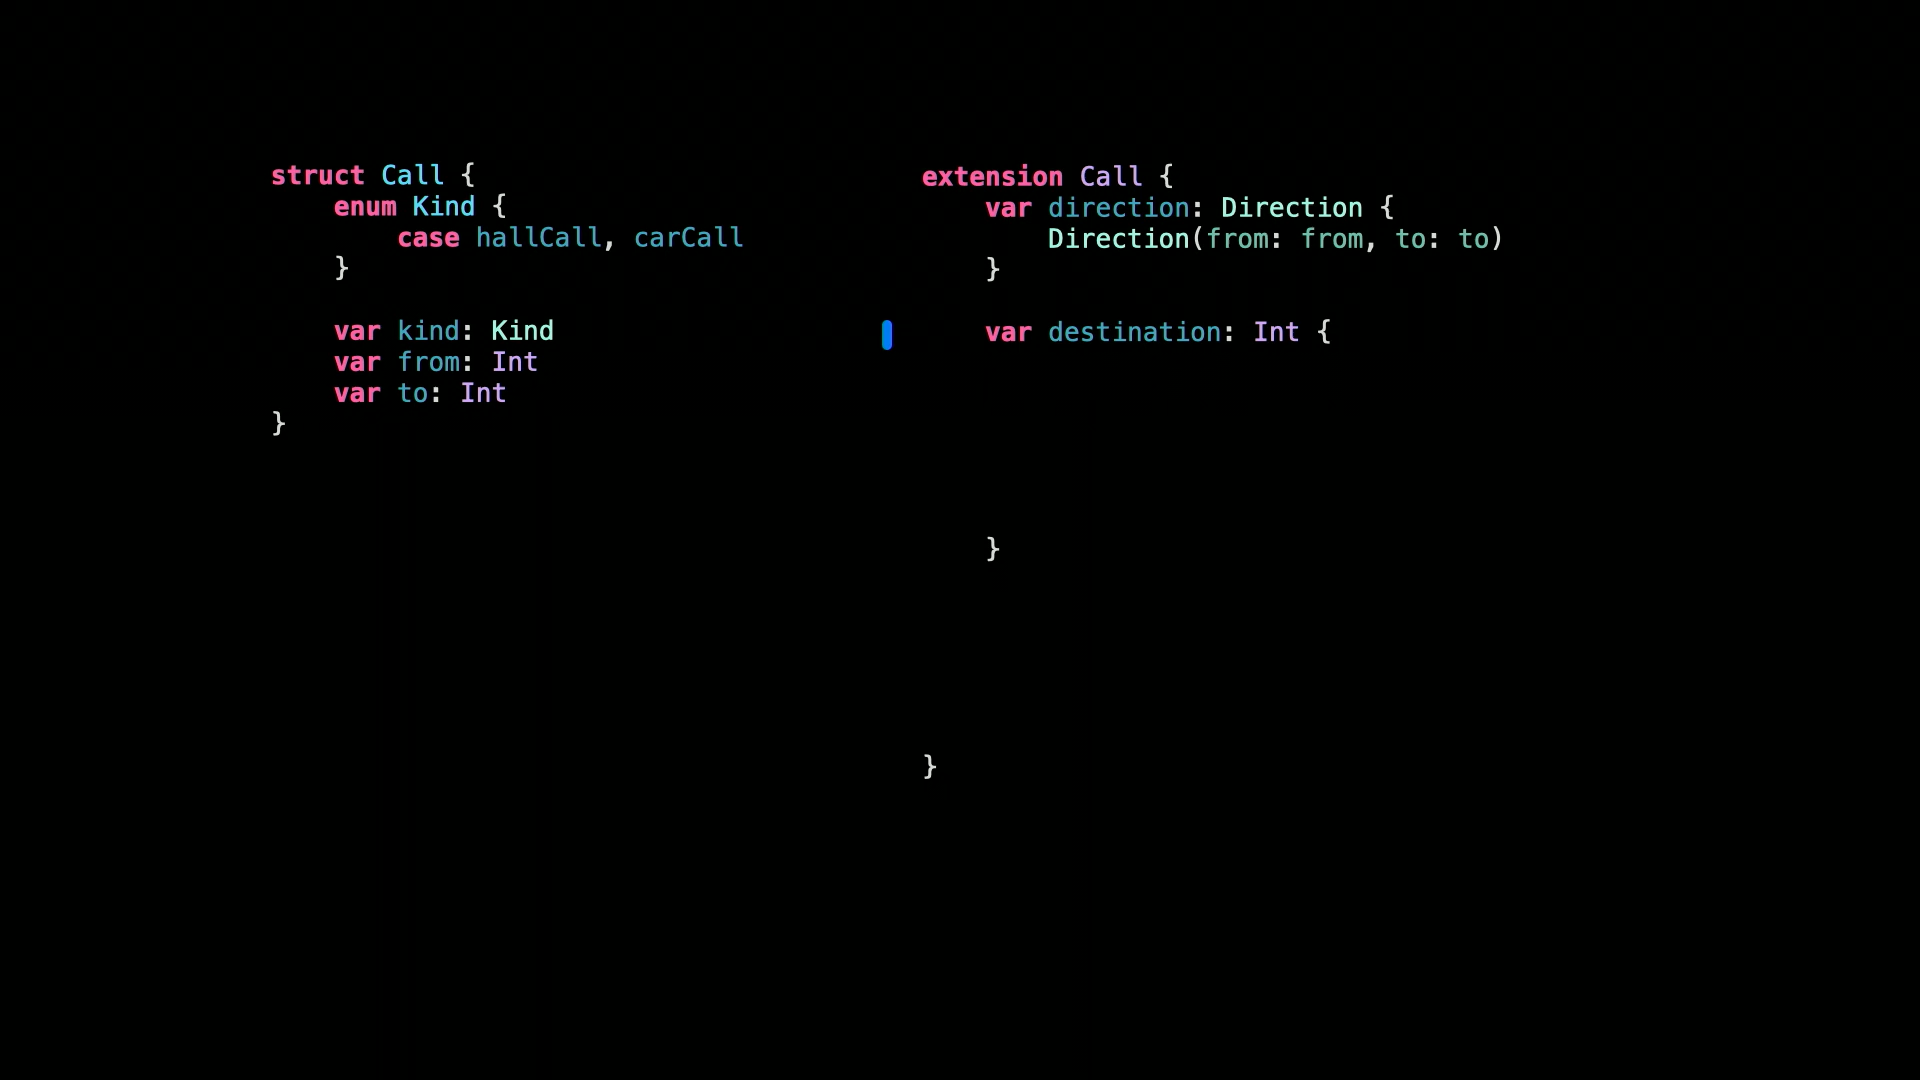 struct Call {
    enum Kind {
        case hallCall, carCall
    }
    var kind: Kind
    var from: Int
    var to: Int
}
extension Call {
    var direction: Direction {
        Direction(from: from, to: to)
    }
    var destination: Int {
    }
}